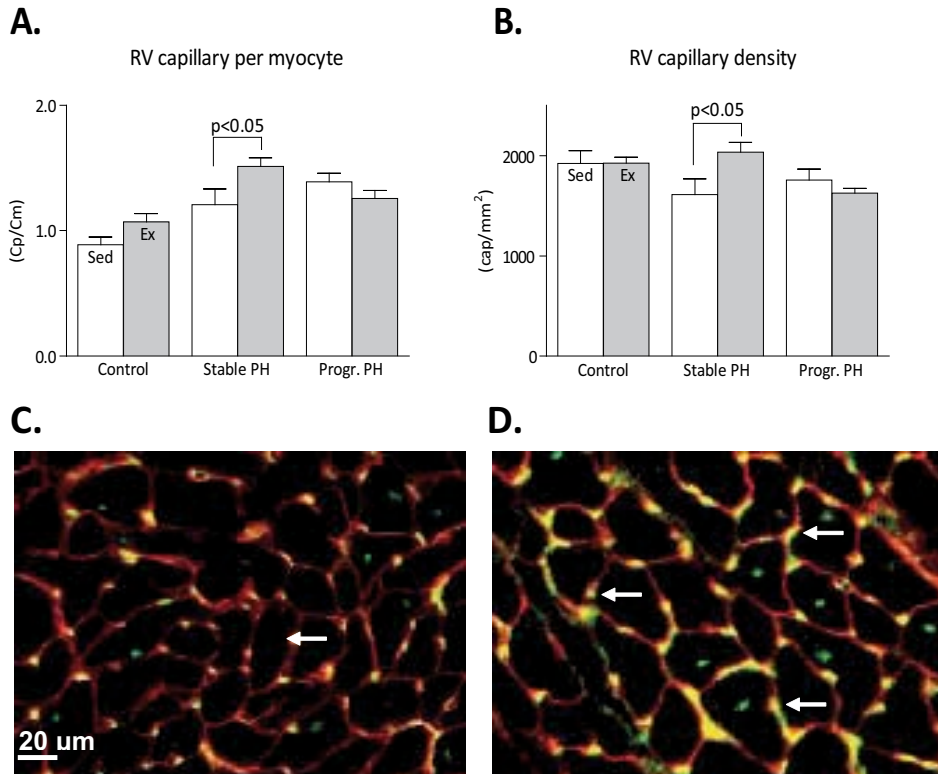 A.
RV capillary per myocyte
2.0
1.0
0.0
(Cp/Cm)
p<0.05
Sed
Ex
Control
Stable PH
Progr. PH
B.
RV capillary density
2000
1000
0
(cap/mm²)
p<0.05
Sed
Ex
Control
Stable PH
Progr. PH
C.
20 um
D.